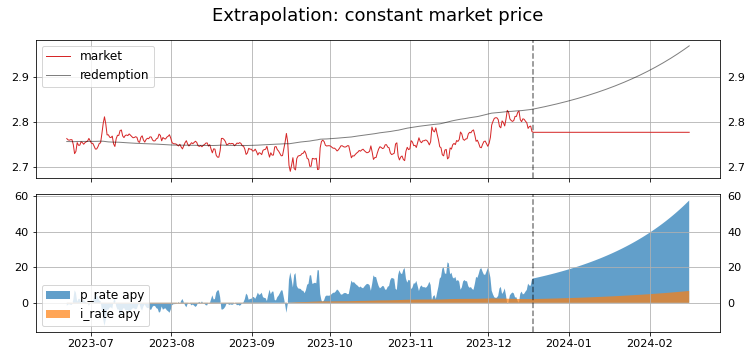 Extrapolation: constant market price
market
redemption
2.9
2.8
2.7
2.9
2.8
2.7
60
40
20
0
60
40
20
0
p_rate apy
i_rate apy
2023-07 2023-08 2023-09 2023-10 2023-11 2023-12 2024-01 2024-02